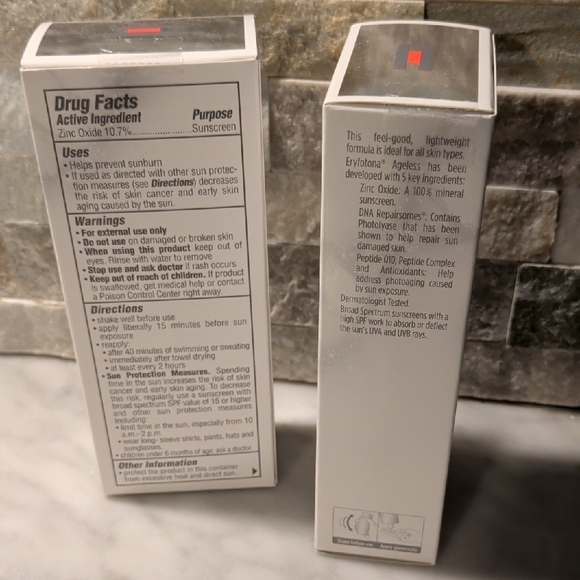 Drug Facts
Active Ingredient Purpose
Zinc Oxide 10.7%......................Sunscreen
Uses
• Helps prevent sunburn
• If used as directed with other sun protec-
tion measures (see Directions) decreases
the risk of skin cancer and early skin
aging caused by the sun.
Warnings
• For external use only
• Do not use on damaged or broken skin
• When using this product keep out of
eyes. Rinse with water to remove
• Stop use and ask doctor if rash occurs
• Keep out of reach of children. If product
is swallowed, get medical help or contact
a Poison Control Center right away.
Directions
• shake well before use
• apply liberally 15 minutes before sun
exposure
• reapply:
• after 40 minutes of swimming or sweating
• immediately after towel drying
• at least every 2 hours
• Sun Protection Measures. Spending
time in the sun increases the risk of skin
cancer and early skin aging. To decrease
this risk, regularly use a sunscreen with
broad spectrum SPF value of 15 or higher
and other sun protection measures
including:
• limit time in the sun, especially from 10
a.m.- 2 p.m.
• wear long- sleeve shirts, pants, hats and
sunglasses.
• children under 6 months of age: ask a doctor
Other Information
• protect the product in this container
from excessive heat and direct sun.
This feel-good, lightweight
formula is ideal for all skin types.
Eryfotona® Ageless has been
developed with 5 key ingredients:
Zinc Oxide: A 100% mineral
sunscreen.
DNA Repairsomes®: Contains
Photolyase that has been
shown to help repair sun
damaged skin.
Peptide Q10, Peptide Complex
and Antioxidants: Help
address photoaging caused
by sun exposure.
Dermatologist Tested.
Broad Spectrum sunscreens with a
high SPF work to absorb or deflect
the sun's UVA and UVB rays.
Shake before use Apply generously